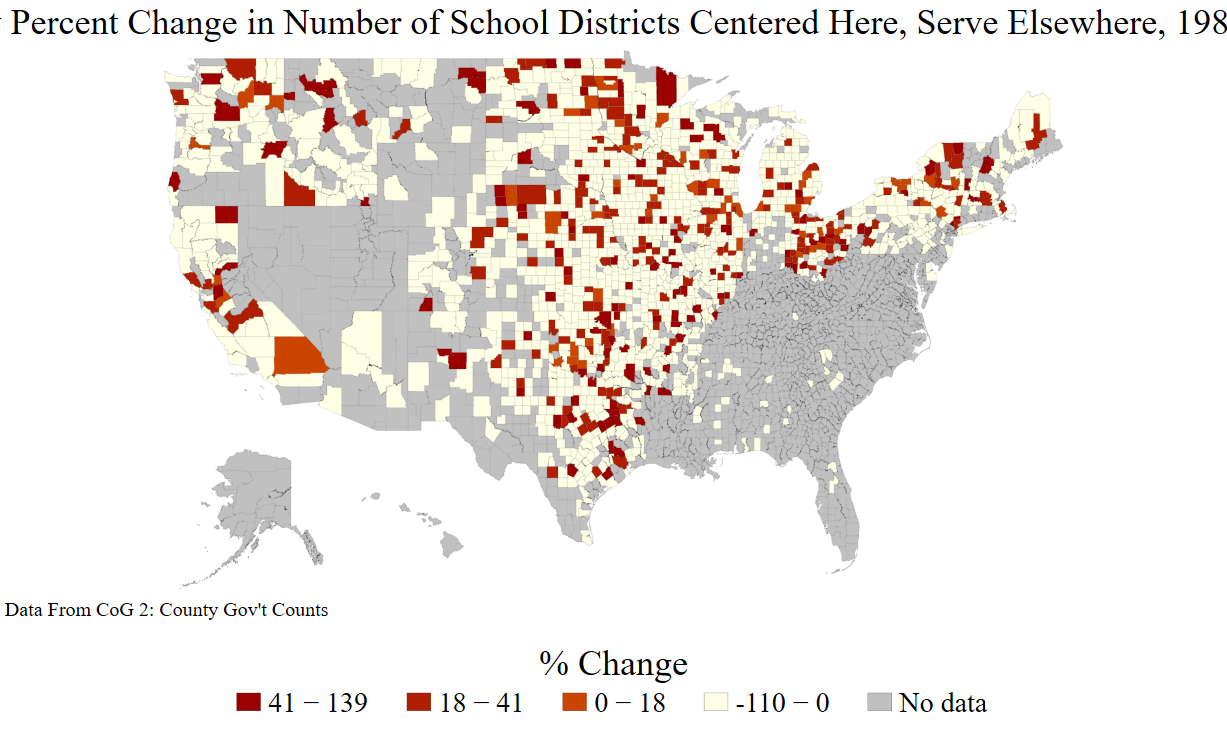 Percent Change in Number of School Districts Centered Here, Serve Elsewhere, 198
Data From CoG 2: County Gov't Counts
% Change
41 − 139 18 − 41 0 − 18 -110 − 0 No data